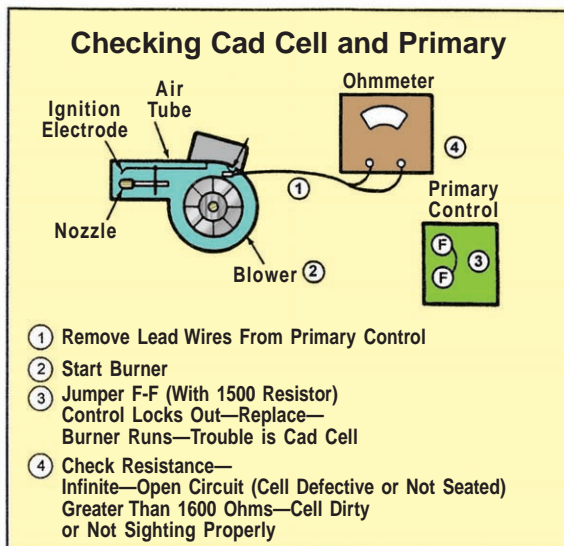 Checking Cad Cell and Primary
Ohmmeter
Air
Tube
Ignition
Electrode
4
1
Primary
Control
F
F
3
Nozzle
Blower 2
1 Remove Lead Wires From Primary Control
2 Start Burner
3 Jumper F-F (With 1500 Resistor)
Control Locks Out—Replace—
Burner Runs—Trouble is Cad Cell
4 Check Resistance—
Infinite—Open Circuit (Cell Defective or Not Seated)
Greater Than 1600 Ohms—Cell Dirty
or Not Sighting Properly